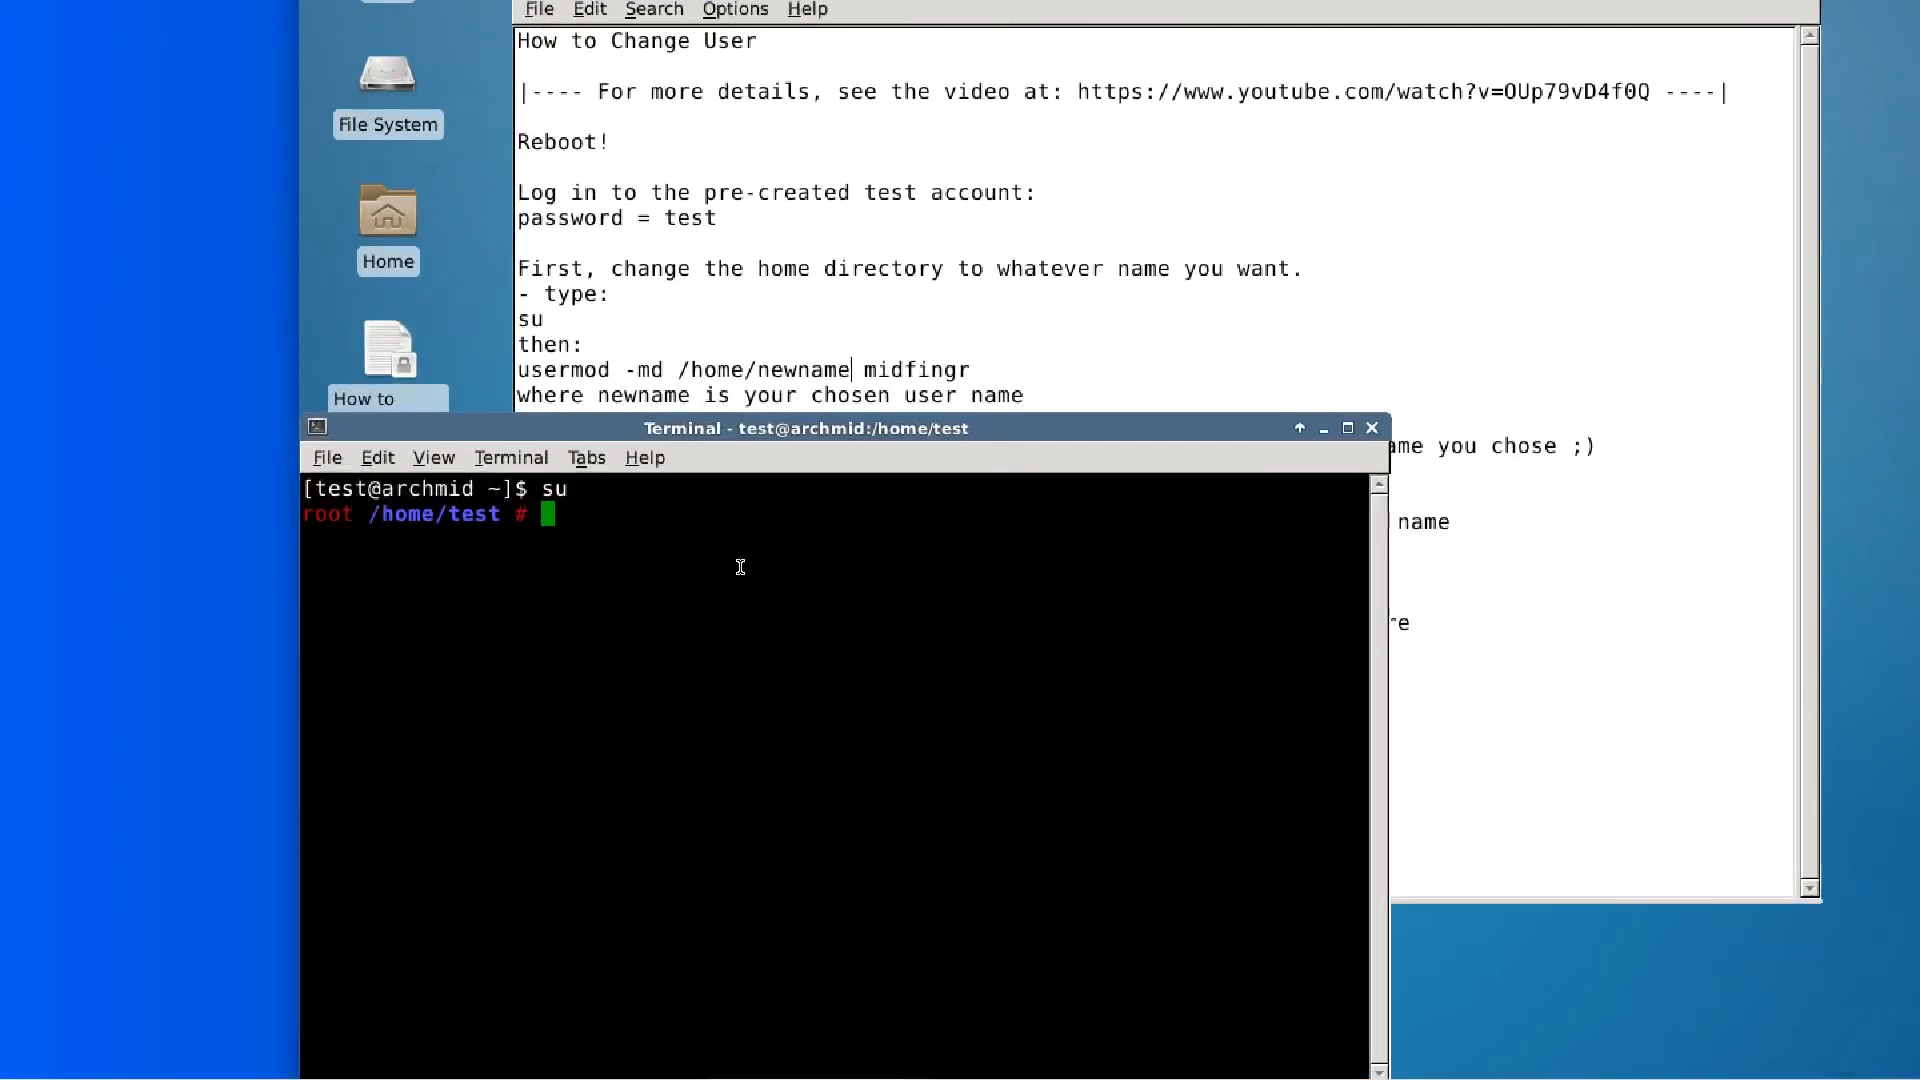 File Edit Search Options Help
How to Change User
|---- For more details, see the video at: https://www.youtube.com/watch?v=OUp79vD4f0Q ----|
Reboot!
Log in to the pre-created test account:
password = test
First, change the home directory to whatever name you want.
- type:
su
then:
usermod -md /home/newname midfingr
where newname is your chosen user name
you chose ;)
name
File System
Home
How to
Terminal - test@archmid:/home/test
File Edit View Terminal Tabs Help
[test@archmid ~]$ su
root /home/test #